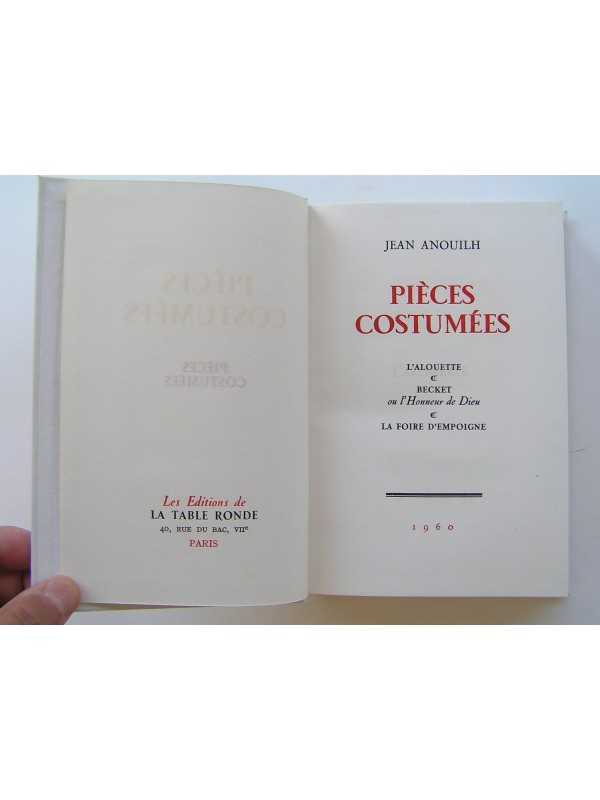 PIÈCES
COSTUMÉES
PIÈCES
COSTUMÉES
Les Editions de
LA TABLE RONDE
40, RUE DU BAC, VIIe
PARIS
JEAN ANOUILH
PIÈCES
COSTUMÉES
L'ALOUETTE
€
BECKET
ou l'Honneur de Dieu
€
LA FOIRE D'EMPOIGNE
1960